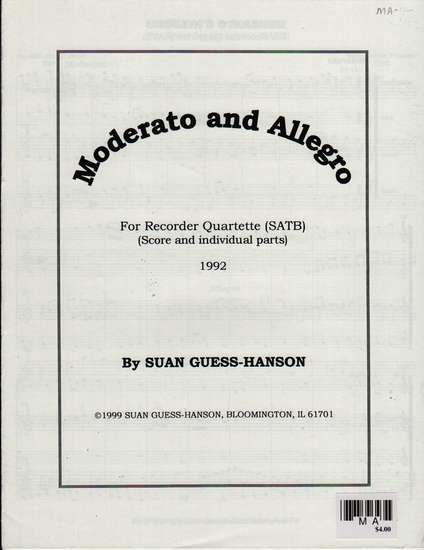 MA-
Moderato and Allegro
For Recorder Quartette (SATB)
(Score and individual parts)
1992
By SUAN GUESS-HANSON
©1999 SUAN GUESS-HANSON, BLOOMINGTON, IL 61701
M A
$4.00